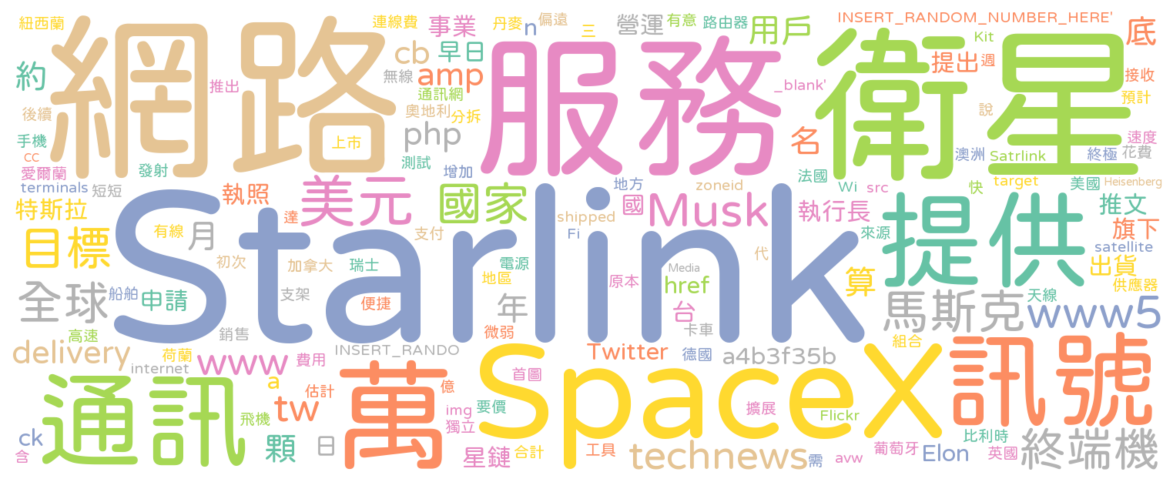 紐西蘭
連線費
事業
丹麥
n
偏遠
三
營運
有意
路由器
用戶
INSERT_RANDOM_NUMBER_HERE'
底
網路
服務
衛星
cb
早日
Kit
提出
週
約
無線
amp
推出
通訊網
_blank'
接收
預計
後續
奧地利
分拆
說
手機
上市
php
名
速度
cc
測試
澳洲
Satrlink
終極
花費
愛爾蘭
發射
增加
terminals
短短
執照
美元
國家
地方
zoneid
法國
Wi
src
快
target
美國
Heisenberg
特斯拉
達
國
Musk
執行長
提供
推文
shipped
旗下
目標
有線
月
Starlink
支付
Fi
來源
satellite
初次
加拿大
瑞士
電源
代
出貨
地區
原本
Media
算
供應器
全球
船舶
申請
支架
便捷
年
href
馬斯克
天線
www5
台
高速
銷售
微弱
卡車
組合
delivery
荷蘭
www
費用
INSERT_RANDO
SpaceX
Twitter
德國
a4b3f35b
訊號
internet
通訊
a
估計
萬
億
首圖
tw
飛機
img
要價
擴展
Flickr
獨立
ck
顆
日
星鏈
合計
工具
technews
需
avw
葡萄牙
Elon
比利時
英國
終端機
含